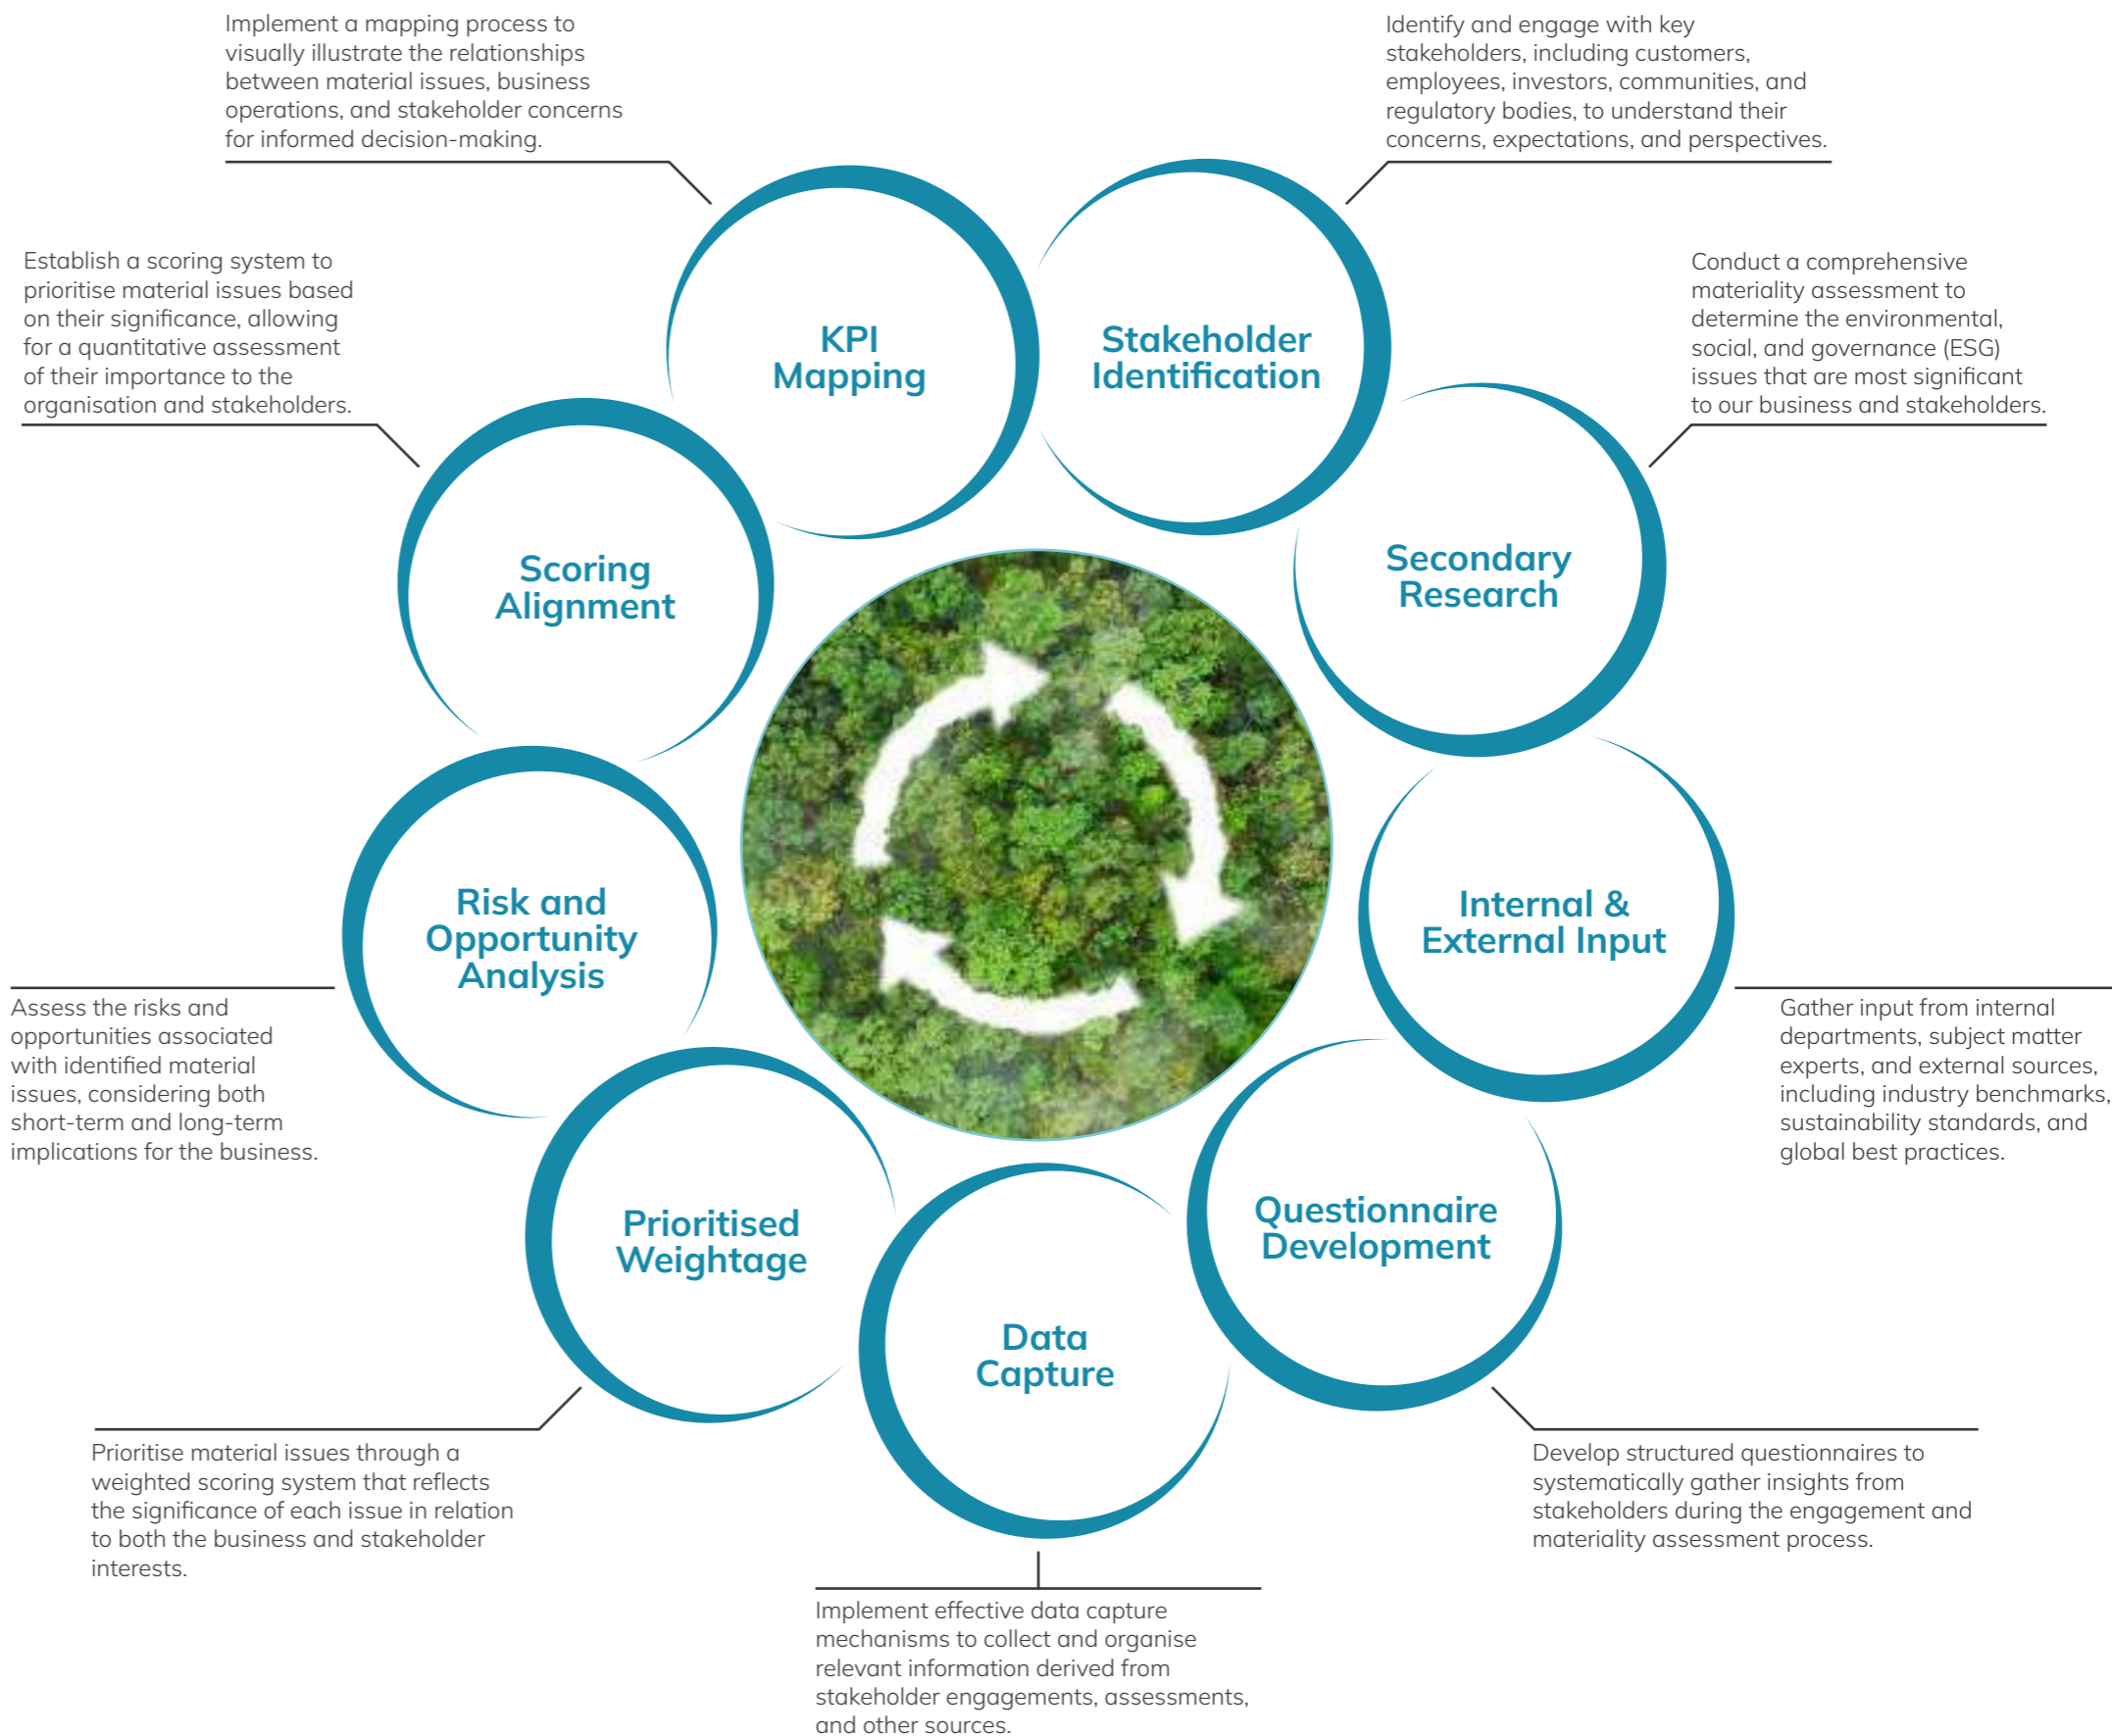 Implement a mapping process to
visually illustrate the relationships
between material issues, business
operations, and stakeholder concerns
for informed decision-making.
Identify and engage with key
stakeholders, including customers,
employees, investors, communities, and
regulatory bodies, to understand their
concerns, expectations, and perspectives.
Establish a scoring system to
prioritise material issues based
on their significance, allowing
for a quantitative assessment
of their importance to the
organisation and stakeholders.
Conduct a comprehensive
materiality assessment to
determine the environmental,
social, and governance (ESG)
issues that are most significant
to our business and stakeholders.
KPI
Mapping
Stakeholder
Identification
Scoring
Alignment
Secondary
Research
Risk and
Opportunity
Analysis
Internal &
External Input
Assess the risks and
opportunities associated
with identified material
issues, considering both
short-term and long-term
implications for the business.
Gather input from internal
departments, subject matter
experts, and external sources,
including industry benchmarks,
sustainability standards, and
global best practices.
Prioritised
Weightage
Questionnaire
Development
Data
Capture
Prioritise material issues through a
weighted scoring system that reflects
the significance of each issue in relation
to both the business and stakeholder
interests.
Develop structured questionnaires to
systematically gather insights from
stakeholders during the engagement and
materiality assessment process.
Implement effective data capture
mechanisms to collect and organise
relevant information derived from
stakeholder engagements, assessments,
and other sources.